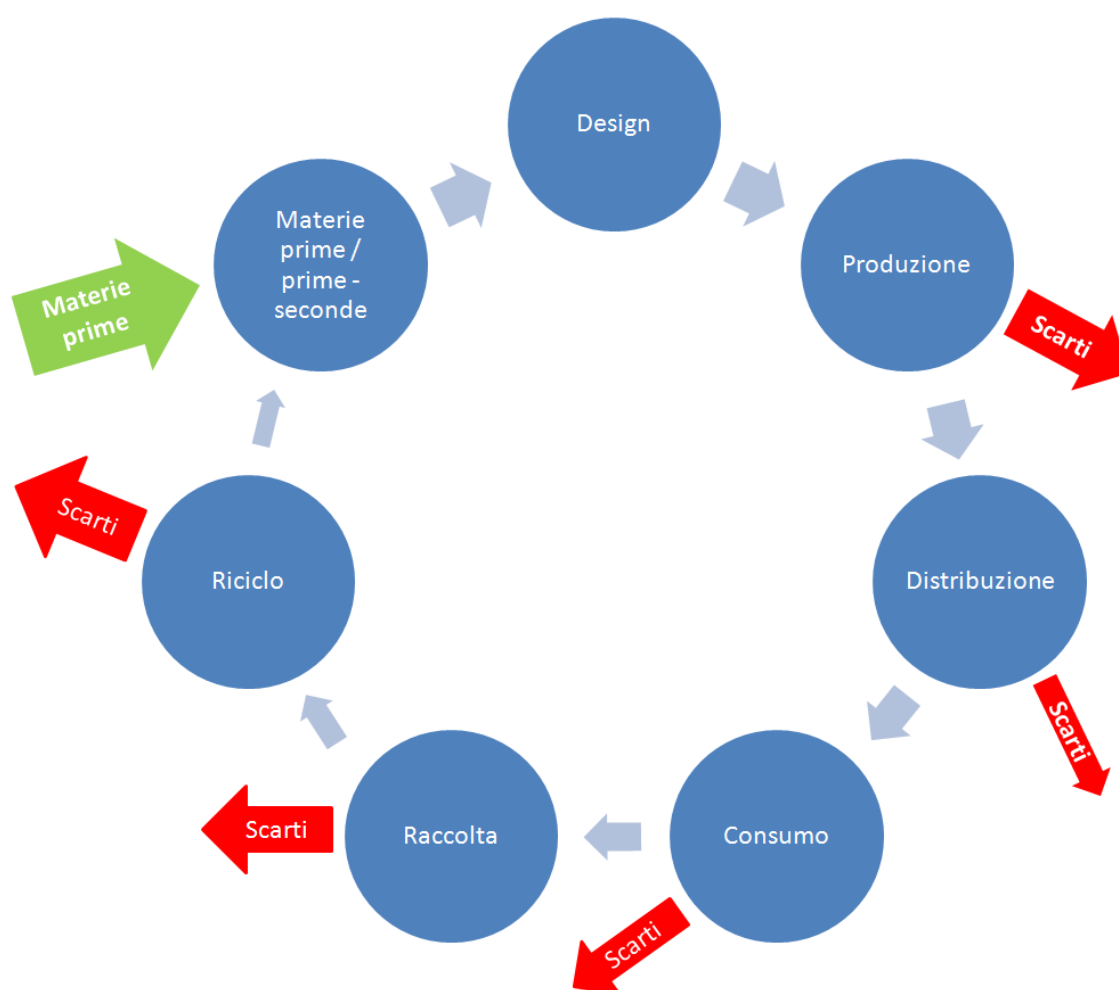 Design
Materie
prime /
prime -
seconde
Produzione
Materie
prime
Scarti
Scarti
Riciclo
Distribuzione
Scarti
Scarti
Raccolta
Consumo
Scarti